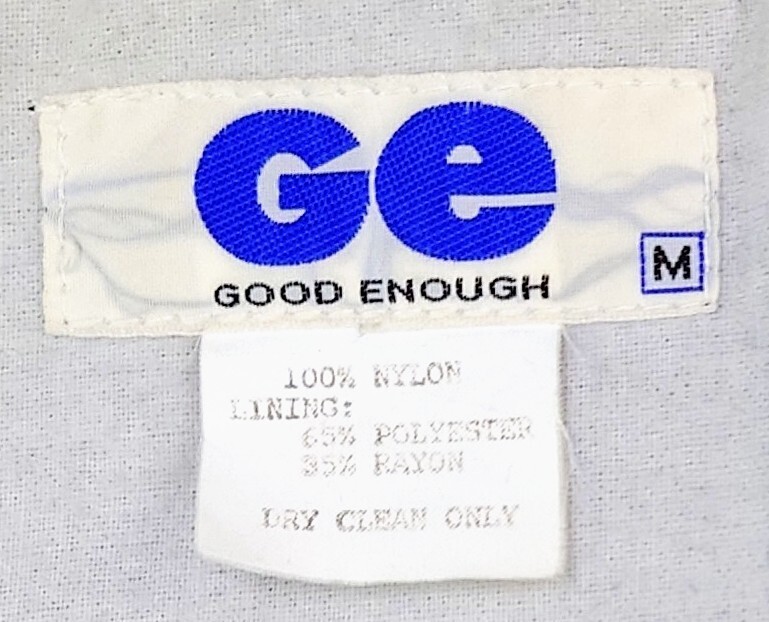 Ge
GOOD ENOUGH
M
100% NYLON
LINING:
65% POLYESTER
35% RAYON
DRY CLEAN ONLY